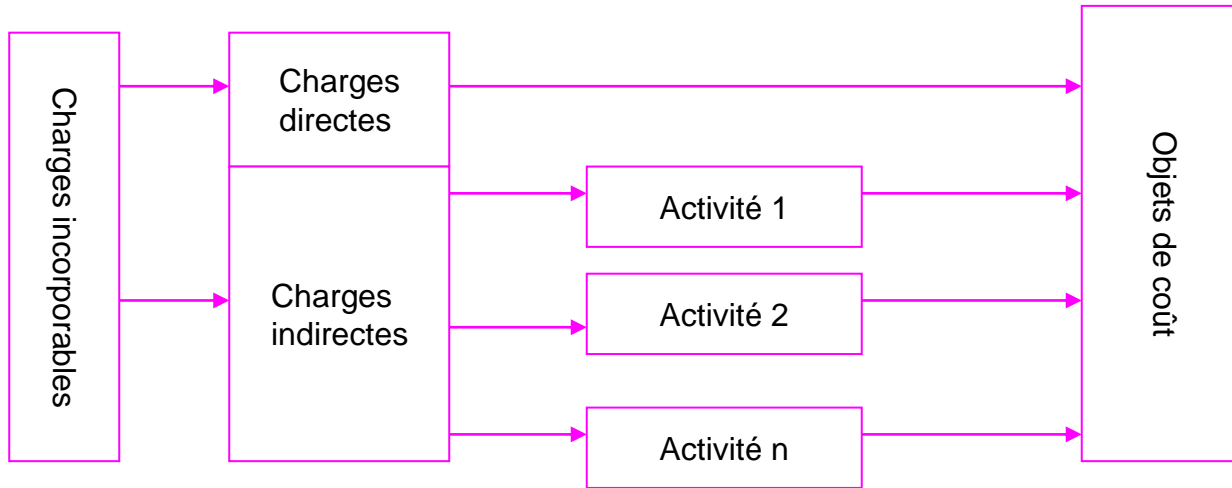 Charges incorporables
Charges
directes
Charges
indirectes
Activité 1
Activité 2
Activité n
Objets de coût